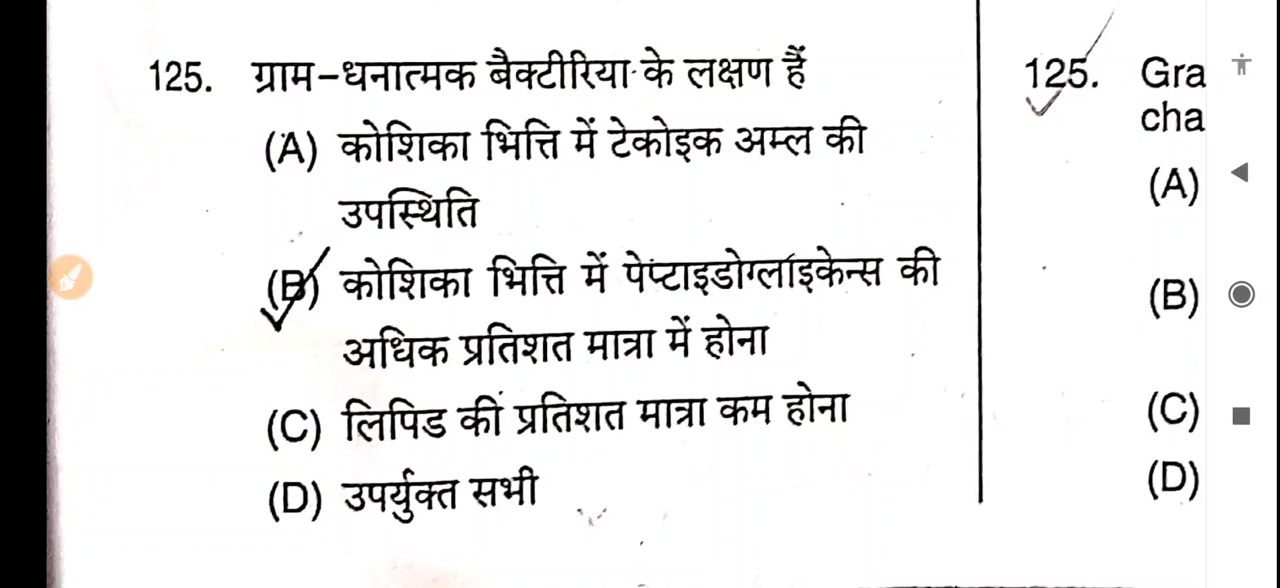 125. ग्राम-धनात्मक बैक्टीरिया के लक्षण हैं
(A) कोशिका भित्ति में टेकोइक अम्ल की
उपस्थिति
(B) कोशिका भित्ति में पेप्टाइडोग्लाइकेन्स की
अधिक प्रतिशत मात्रा में होना
(C) लिपिड की प्रतिशत मात्रा कम होना
(D) उपर्युक्त सभी
125. Gra
cha
(A)
(B)
(C)
(D)